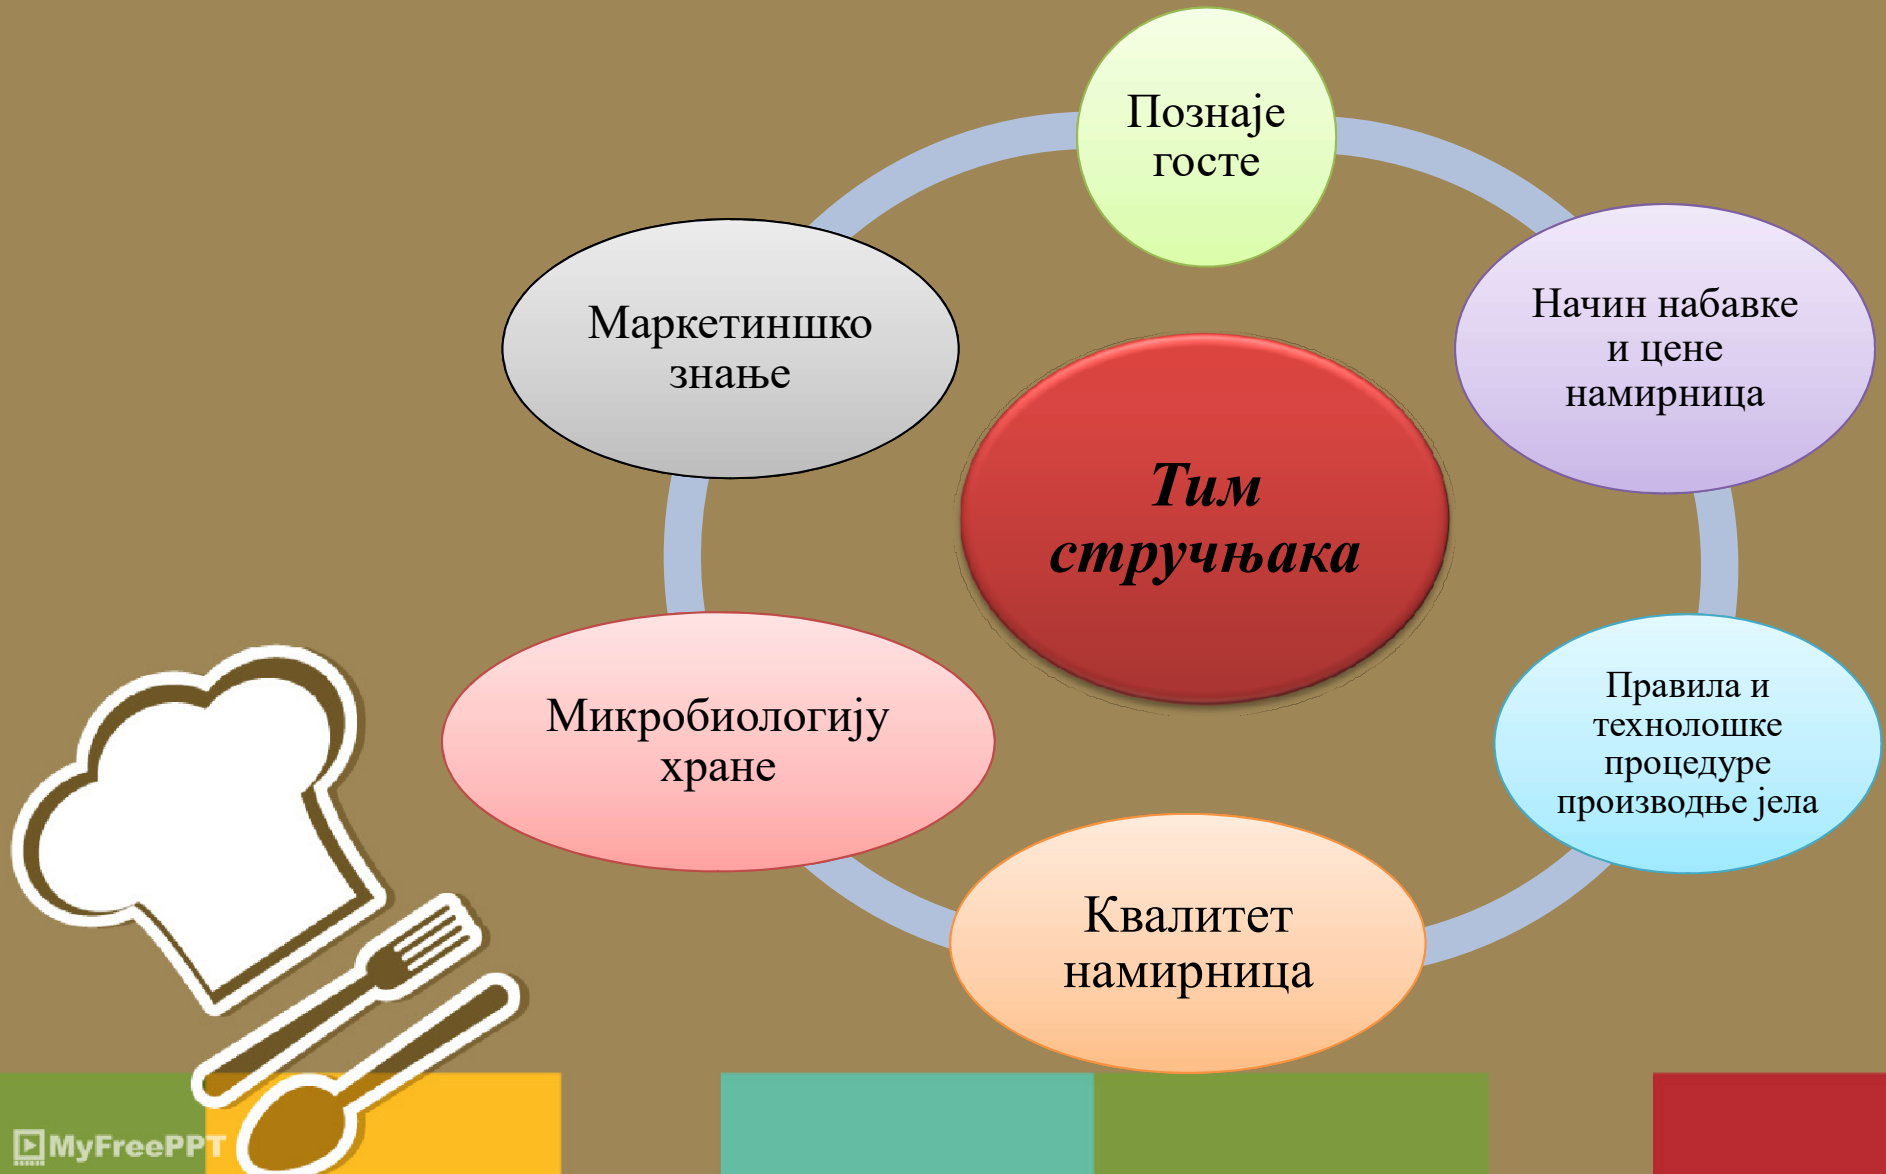 Познаје
госте
Начин набавке
и цене
намирница
Правила и
технолошке
процедуре
производње јела
Квалитет
намирница
Микробиологију
хране
Маркетиншко
знање
Тим
стручњака
MyFreePPT